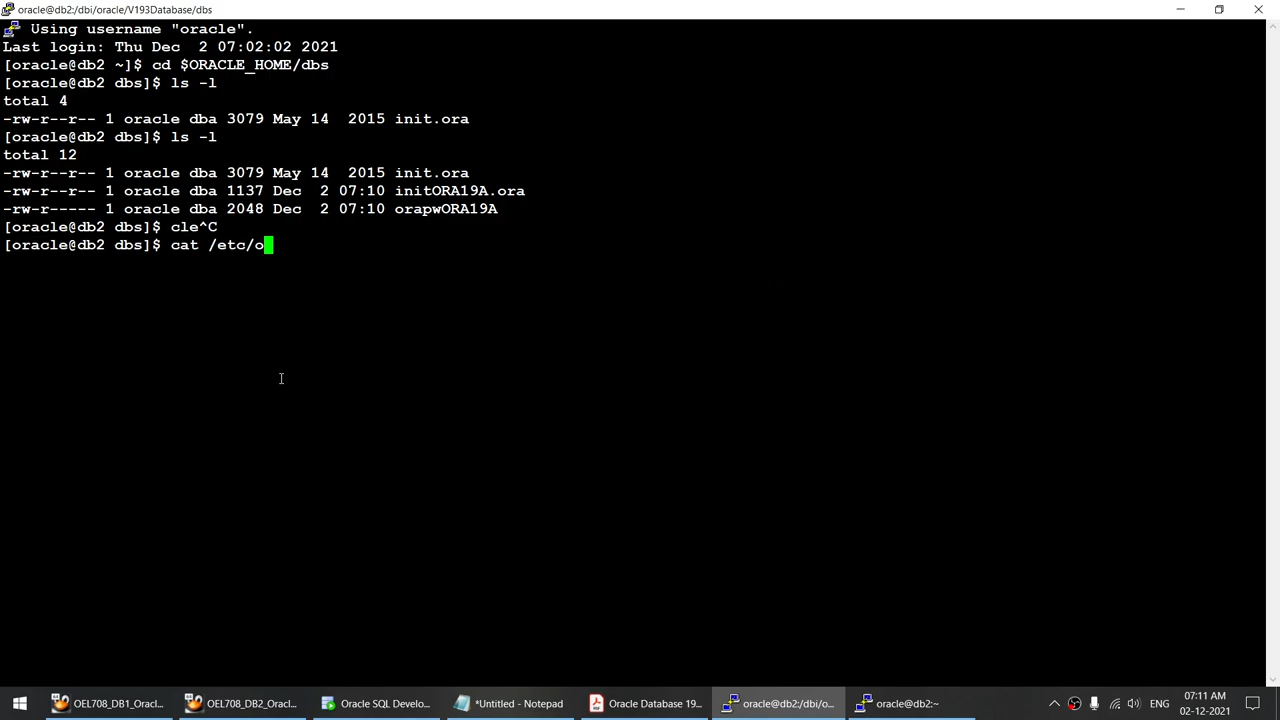 oracle@db2:/dbi/oracle/V193Database/dbs
Using username "oracle".
Last login: Thu Dec  2 07:02:02 2021
[oracle@db2 ~]$ cd $ORACLE_HOME/dbs
[oracle@db2 dbs]$ ls -l
total 4
-rw-r--r-- 1 oracle dba 3079 May 14  2015 init.ora
[oracle@db2 dbs]$ ls -l
total 12
-rw-r--r-- 1 oracle dba 3079 May 14  2015 init.ora
-rw-r--r-- 1 oracle dba 1137 Dec  2 07:10 initORA19A.ora
-rw-r----- 1 oracle dba 2048 Dec  2 07:10 orapwORA19A
[oracle@db2 dbs]$ cle^C
[oracle@db2 dbs]$ cat /etc/o
OEL708_DB1_Oracl... OEL708_DB2_Oracl... Oracle SQL Develo... *Untitled - Notepad Oracle Database 19... oracle@db2:/dbi/o... oracle@db2:~ ENG 07:11 AM
02-12-2021